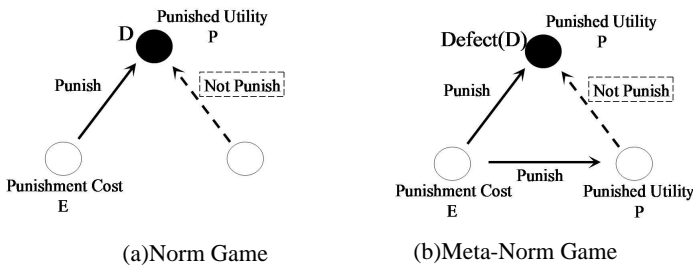 D
Punished Utility
P
Punish
Not Punish
Punishment Cost
E
(a)Norm Game
Defect(D)
Punished Utility
P
Punish
Not Punish
Punish
Punishment Cost
E
Punished Utility
P
(b)Meta-Norm Game